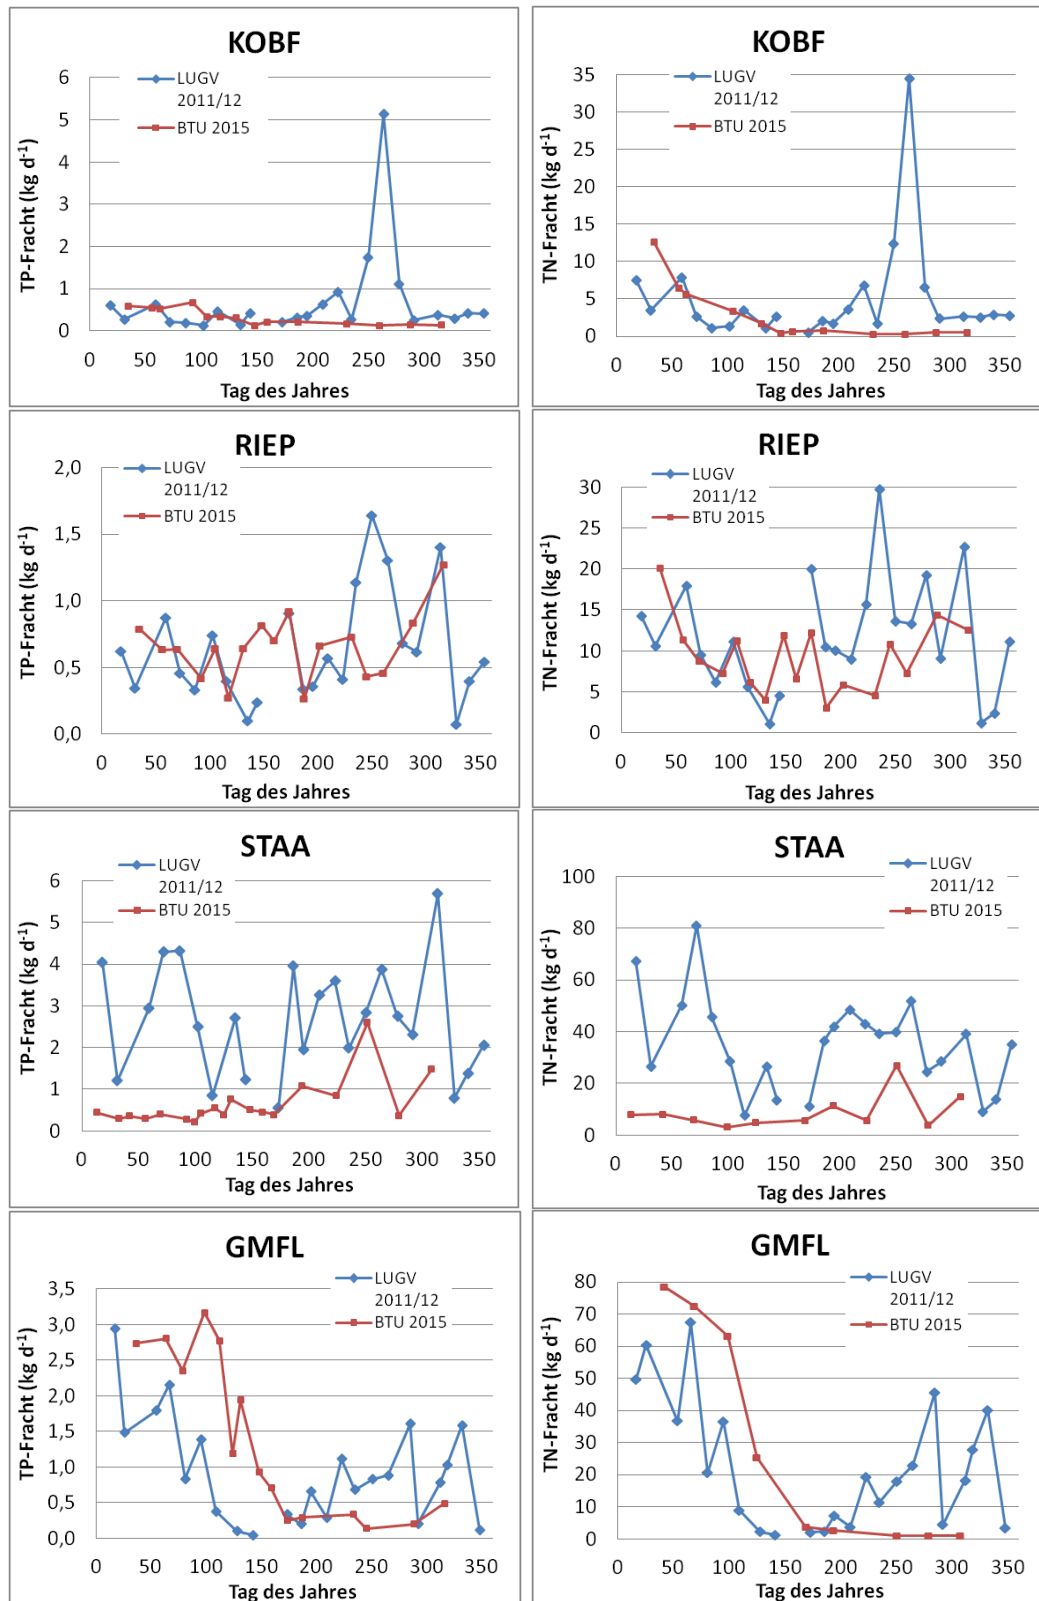 KOBF
LUGV
2011/12
BTU 2015
TP-Fracht (kg d⁻¹)
6
5
4
3
2
1
0
0 50 100 150 200 250 300 350
Tag des Jahres
KOBF
LUGV
2011/12
BTU 2015
TN-Fracht (kg d⁻¹)
35
30
25
20
15
10
5
0
0 50 100 150 200 250 300 350
Tag des Jahres
RIEP
LUGV
2011/12
BTU 2015
TP-Fracht (kg d⁻¹)
2,0
1,5
1,0
0,5
0,0
0 50 100 150 200 250 300 350
Tag des Jahres
RIEP
LUGV
2011/12
BTU 2015
TN-Fracht (kg d⁻¹)
30
25
20
15
10
5
0
0 50 100 150 200 250 300 350
Tag des Jahres
STAA
LUGV
2011/12
BTU 2015
TP-Fracht (kg d⁻¹)
6
5
4
3
2
1
0
0 50 100 150 200 250 300 350
Tag des Jahres
STAA
LUGV
2011/12
BTU 2015
TN-Fracht (kg d⁻¹)
100
80
60
40
20
0
0 50 100 150 200 250 300 350
Tag des Jahres
GMFL
LUGV
2011/12
BTU 2015
TP-Fracht (kg d⁻¹)
3,5
3,0
2,5
2,0
1,5
1,0
0,5
0,0
0 50 100 150 200 250 300 350
Tag des Jahres
GMFL
LUGV
2011/12
BTU 2015
TN-Fracht (kg d⁻¹)
80
70
60
50
40
30
20
10
0
0 50 100 150 200 250 300 350
Tag des Jahres